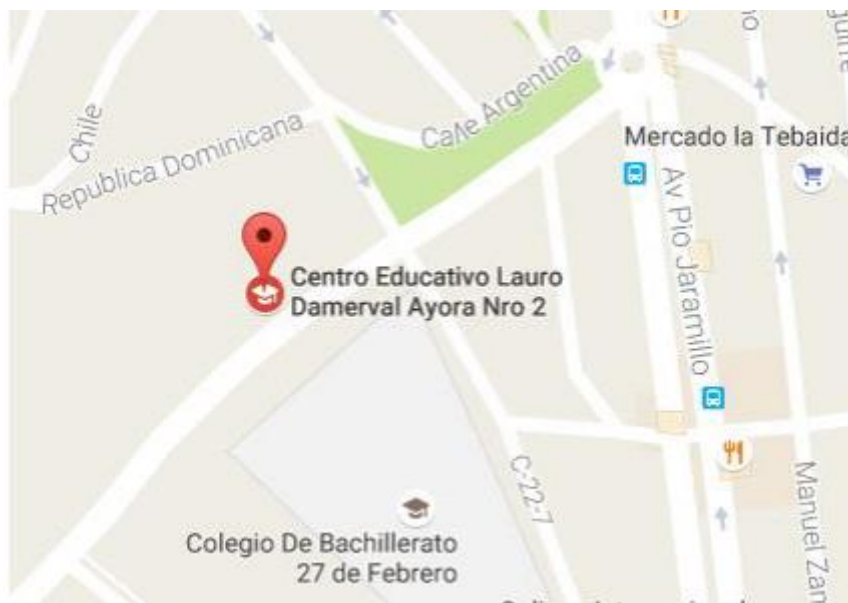 Calle Argentina
Chile
Republica Dominicana
Mercado la Tebaida
Av Pio Jaramillo
Centro Educativo Lauro
Damerval Ayora Nro 2
C-22-7
Colegio De Bachillerato
27 de Febrero
Manuel Zan